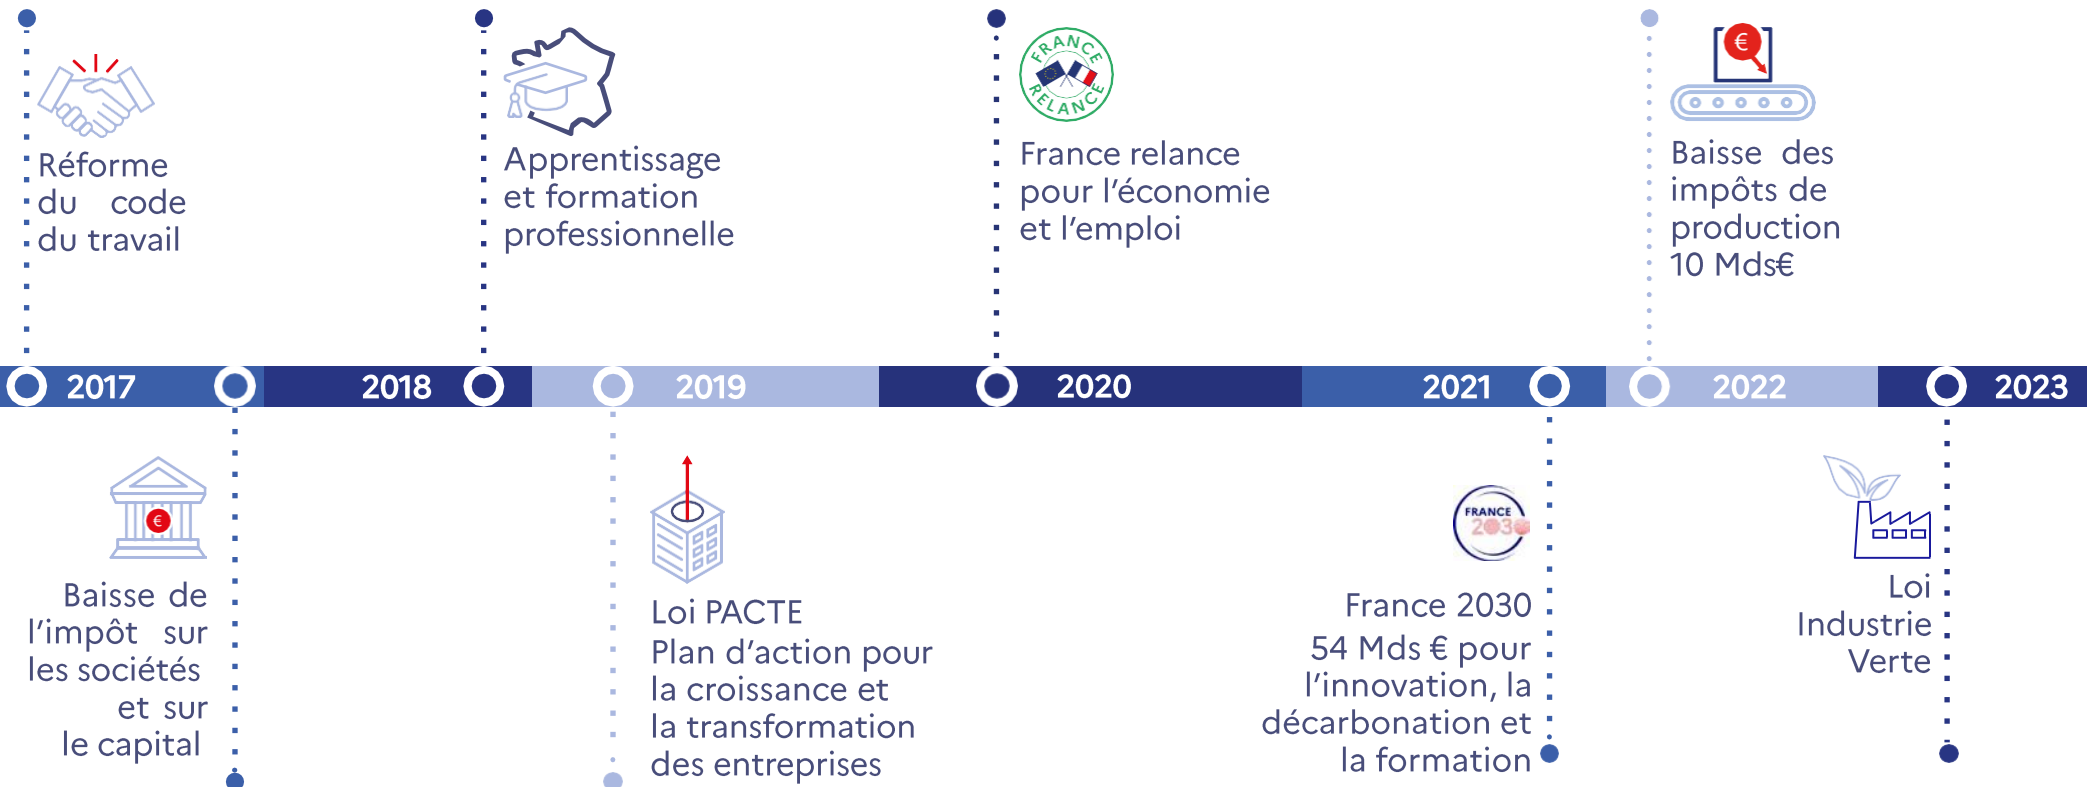 FRANCE
RELANCE
€
Réforme
du code
du travail
Apprentissage
et formation
professionnelle
France relance
pour l’économie
et l’emploi
Baisse des
impôts de
production
10 Mds€
2017
2018
2019
2020
2021
2022
2023
€
Baisse de
l’impôt sur
les sociétés
et sur
le capital
Loi PACTE
Plan d’action pour
la croissance et
la transformation
des entreprises
FRANCE
2030
France 2030
54 Mds € pour
l’innovation, la
décarbonation et
la formation
Loi
Industrie
Verte